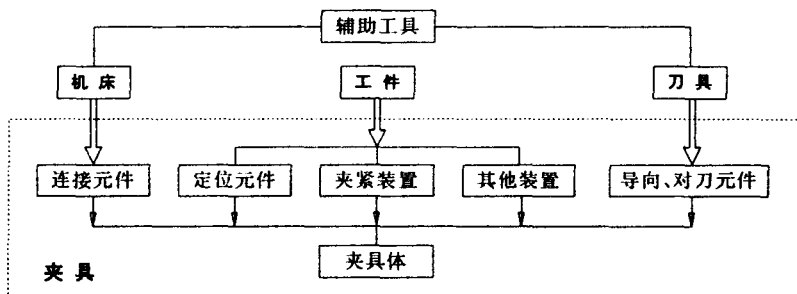 辅助工具
机床
工件
刀具
连接元件
定位元件
夹紧装置
其他装置
导向、对刀元件
夹具体
夹具